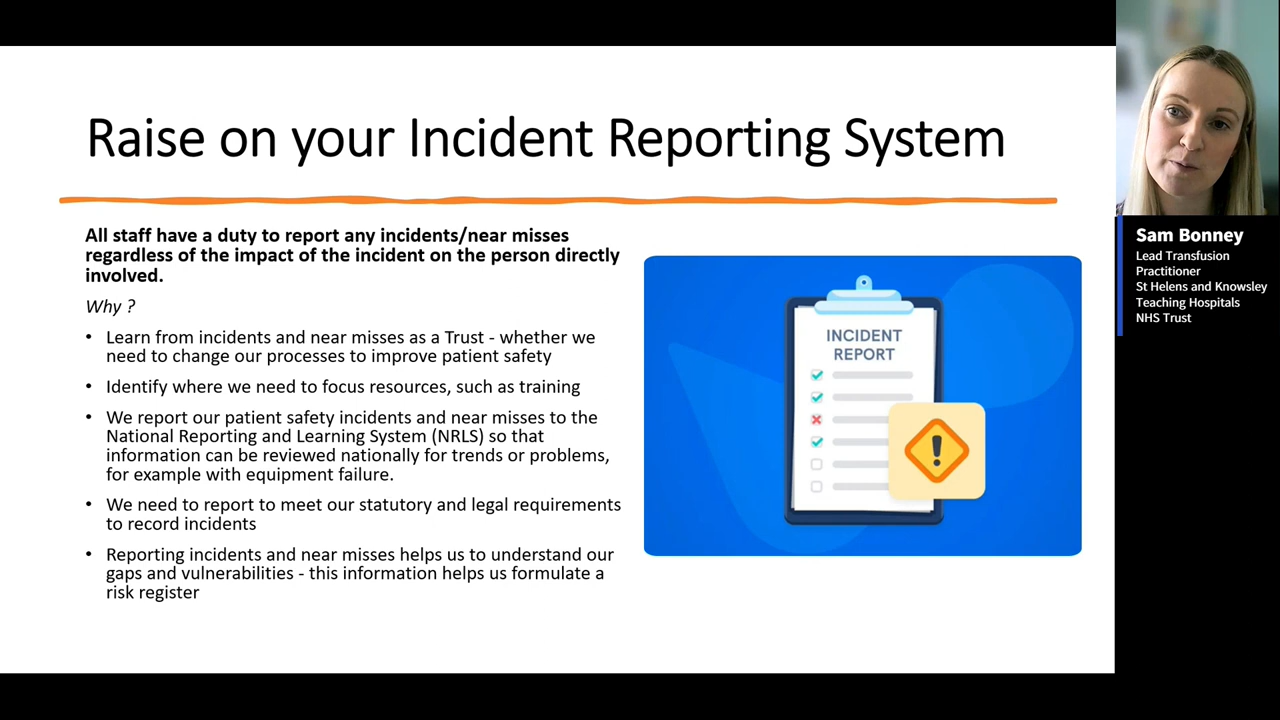 Raise on your Incident Reporting System
All staff have a duty to report any incidents/near misses
regardless of the impact of the incident on the person directly
involved.
Why ?
• Learn from incidents and near misses as a Trust - whether we
need to change our processes to improve patient safety
• Identify where we need to focus resources, such as training
• We report our patient safety incidents and near misses to the
National Reporting and Learning System (NRLS) so that
information can be reviewed nationally for trends or problems,
for example with equipment failure.
• We need to report to meet our statutory and legal requirements
to record incidents
• Reporting incidents and near misses helps us to understand our
gaps and vulnerabilities - this information helps us formulate a
risk register
INCIDENT
REPORT
Sam Bonney
Lead Transfusion
Practitioner
St Helens and Knowsley
Teaching Hospitals
NHS Trust